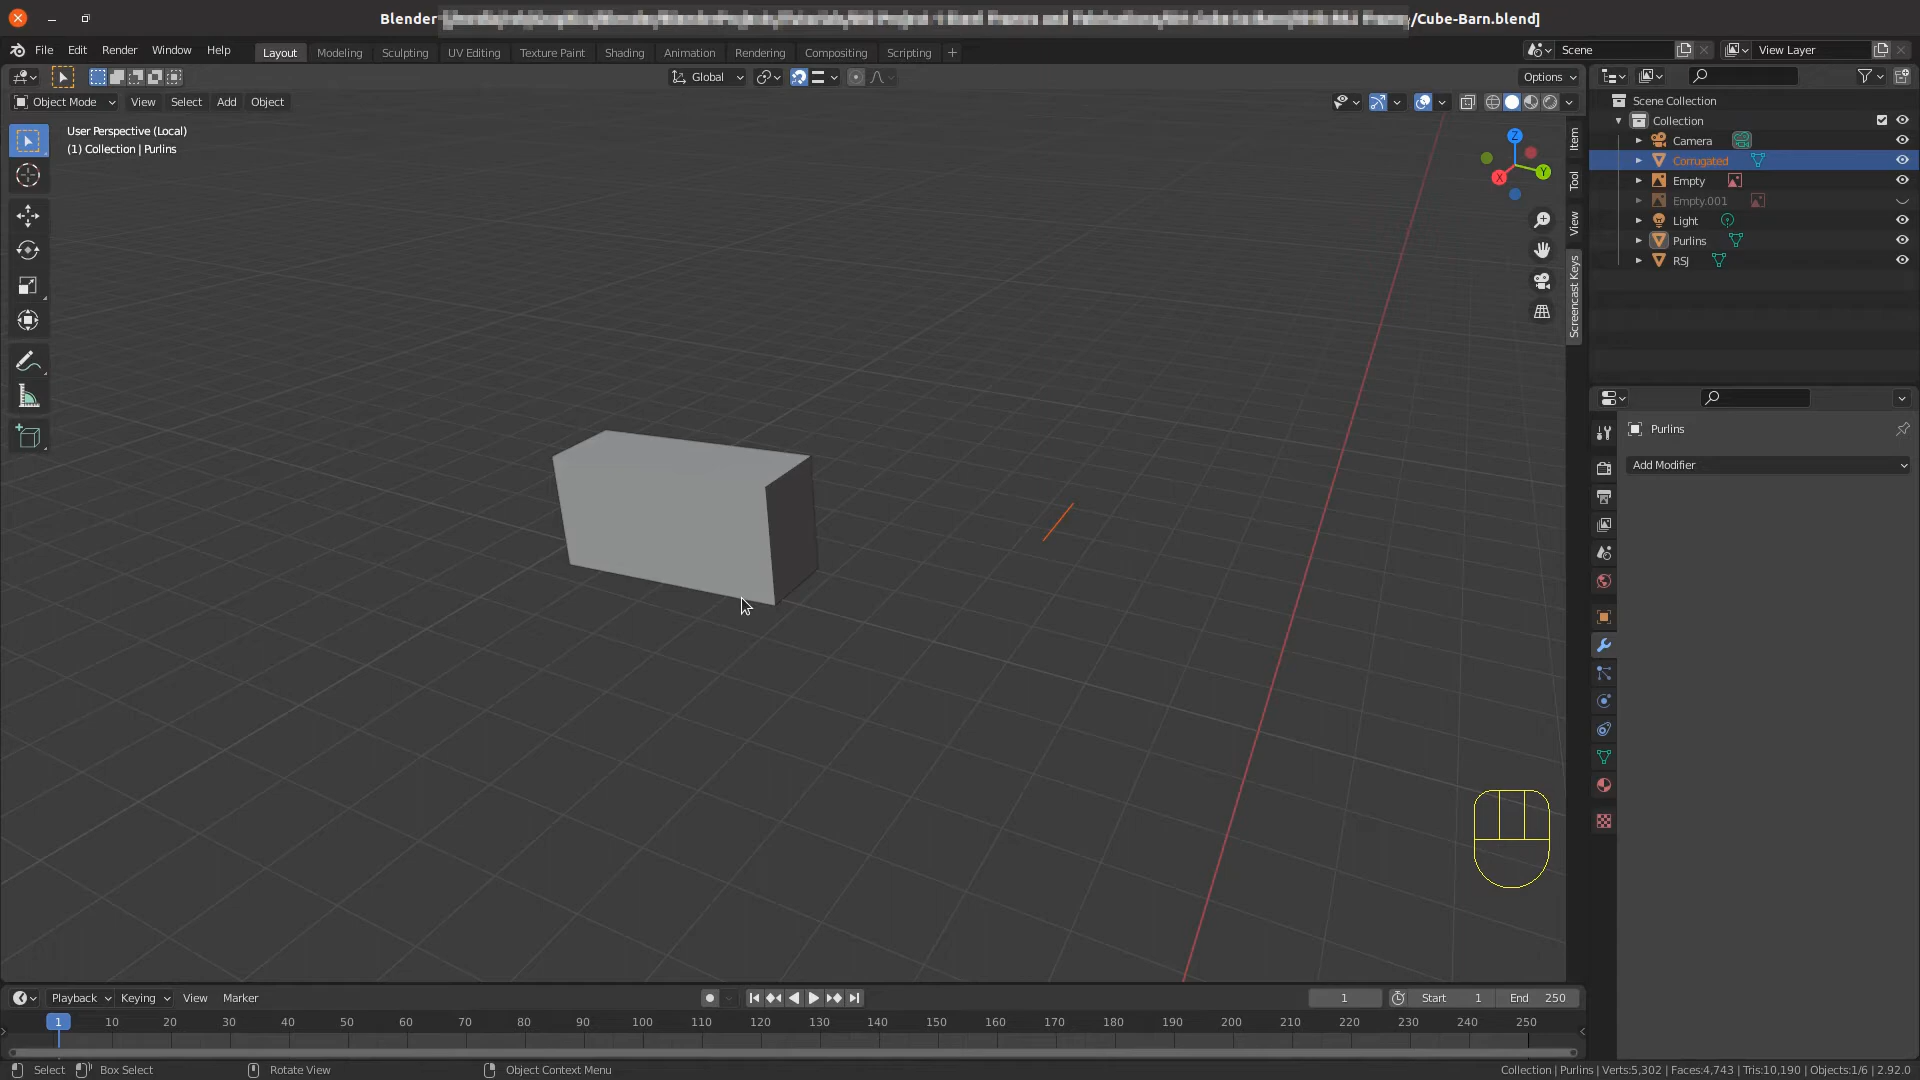 Blender /Cube-Barn.blend]
File Edit Render Window Help
Layout Modeling Sculpting UV Editing Texture Paint Shading Animation Rendering Compositing Scripting +
Scene View Layer
Global Options
Object Mode View Select Add Object
User Perspective (Local)
(1) Collection | Purlins
Z
Y
X
Item
Tool
View
Screencast Keys
Scene Collection
Collection
Camera
Corrugated
Empty
Empty.001
Light
Purlins
RSJ
Purlins
Add Modifier
Playback Keying View Marker
1 Start 1 End 250
1 10 20 30 40 50 60 70 80 90 100 110 120 130 140 150 160 170 180 190 200 210 220 230 240 250
Select Box Select Rotate View Object Context Menu
Collection | Purlins | Verts:5,302 | Faces:4,743 | Tris:10,190 | Objects:1/6 | 2.92.0